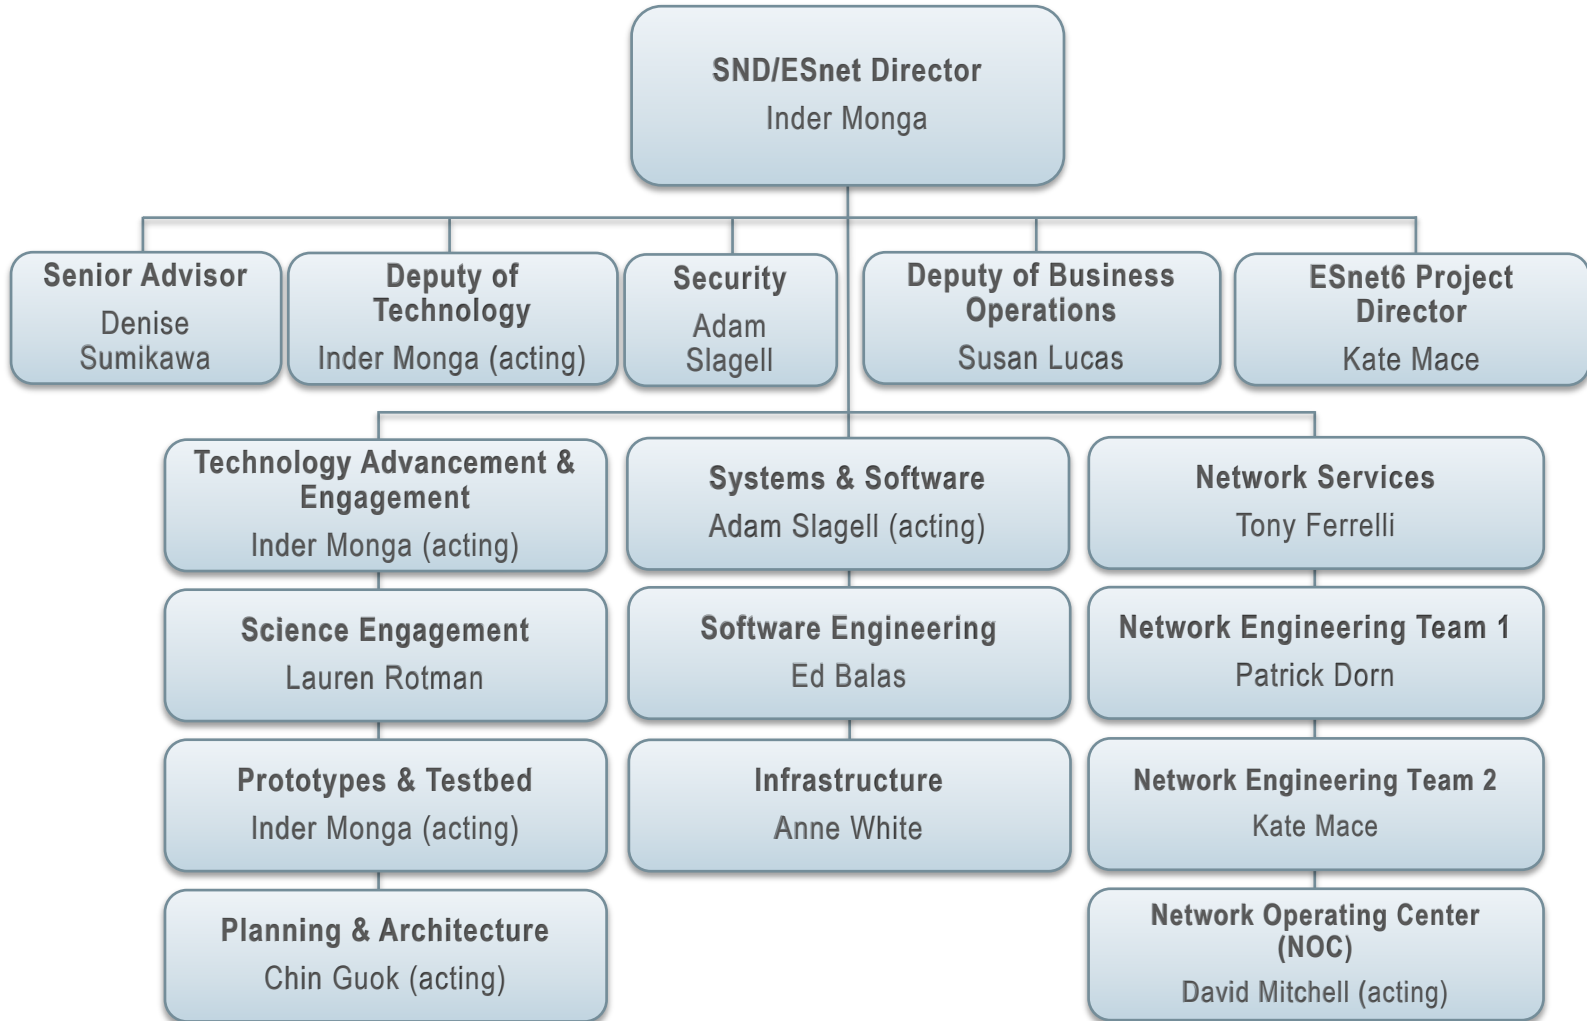 SND/ESnet Director
Inder Monga
Senior Advisor
Denise
Sumikawa
Deputy of
Technology
Inder Monga (acting)
Security
Adam
Slagell
Deputy of Business
Operations
Susan Lucas
ESnet6 Project
Director
Kate Mace
Technology Advancement &
Engagement
Inder Monga (acting)
Systems & Software
Adam Slagell (acting)
Network Services
Tony Ferrelli
Science Engagement
Lauren Rotman
Software Engineering
Ed Balas
Network Engineering Team 1
Patrick Dorn
Prototypes & Testbed
Inder Monga (acting)
Infrastructure
Anne White
Network Engineering Team 2
Kate Mace
Planning & Architecture
Chin Guok (acting)
Network Operating Center
(NOC)
David Mitchell (acting)